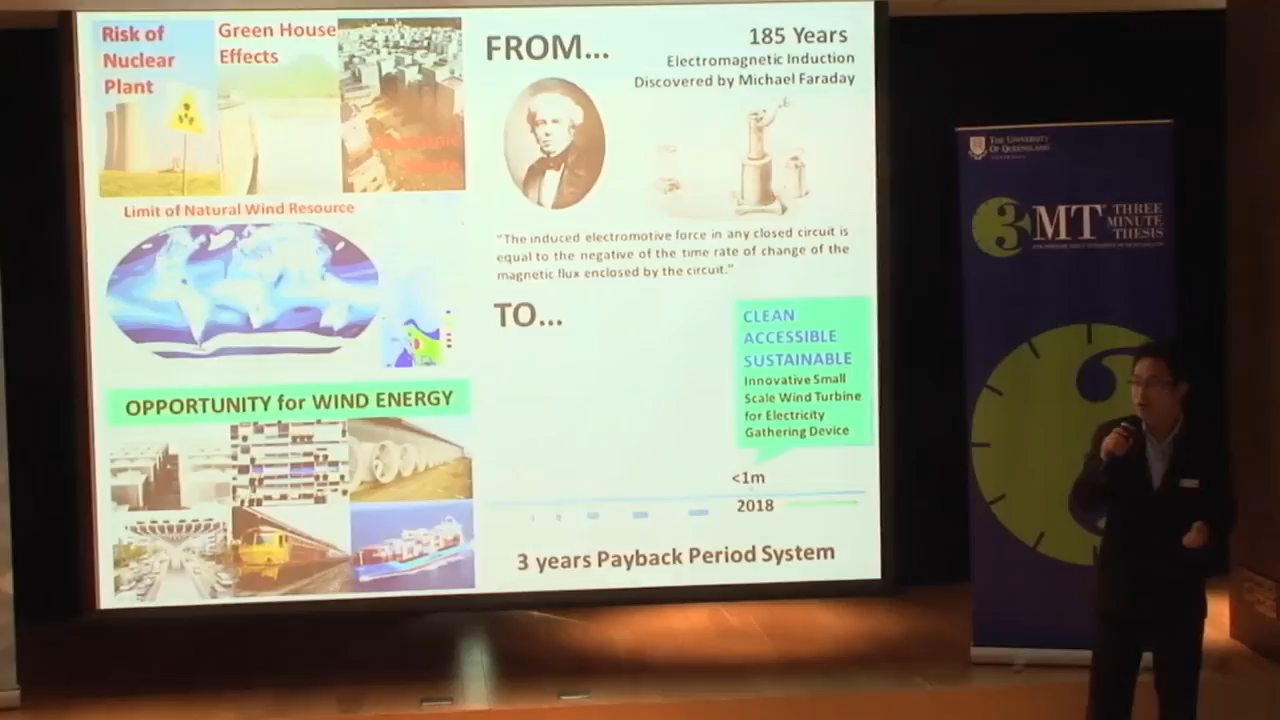 Risk of
Nuclear
Plant
Green House
Effects
Limit of Natural Wind Resource
OPPORTUNITY for WIND ENERGY
FROM...
185 Years
Electromagnetic Induction
Discovered by Michael Faraday
"The induced electromotive force in any closed circuit is
equal to the negative of the time rate of change of the
magnetic flux enclosed by the circuit."
TO...
CLEAN
ACCESSIBLE
SUSTAINABLE
Innovative Small
Scale Wind Turbine
for Electricity
Gathering Device
<1m
2018
3 years Payback Period System
THE UNIVERSITY
OF QUEENSLAND
3MT
THREE
MINUTE
THESIS